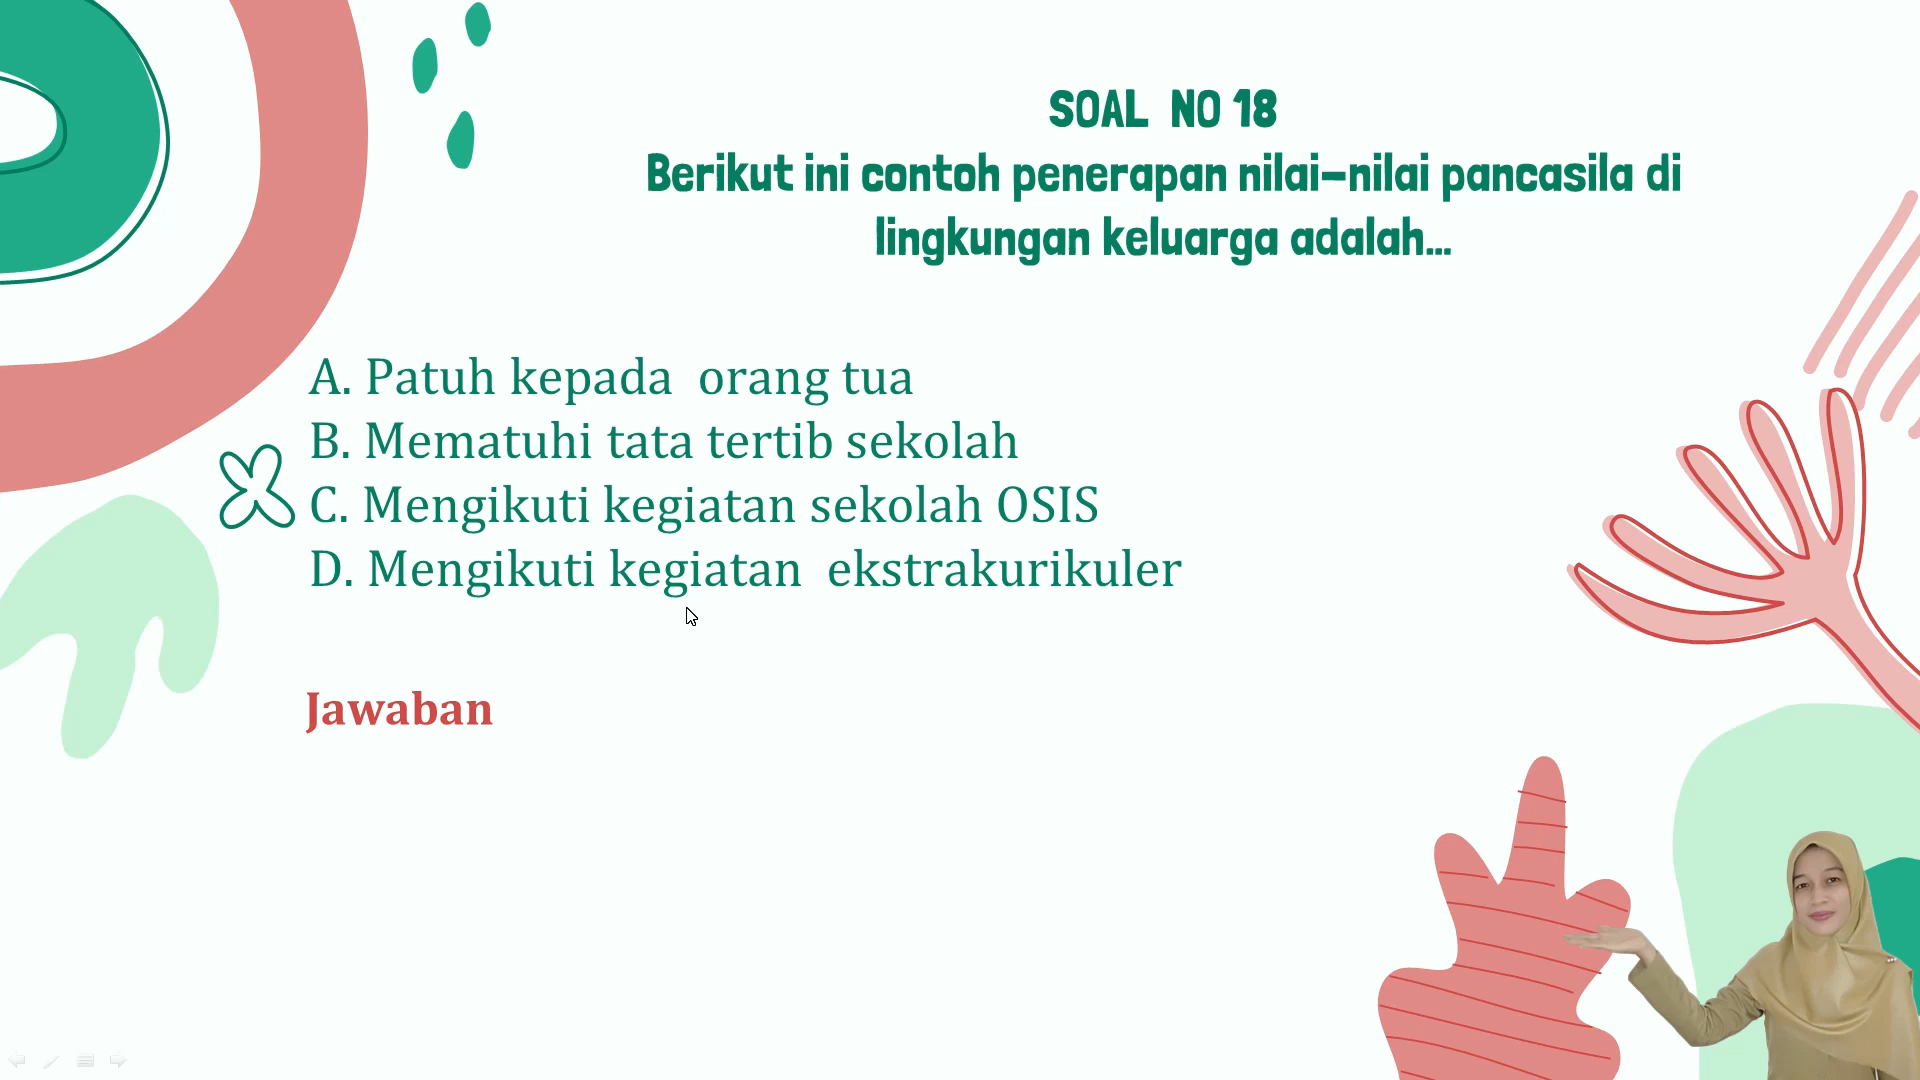 SOAL NO 18
Berikut ini contoh penerapan nilai-nilai pancasila di
lingkungan keluarga adalah...
A. Patuh kepada orang tua
B. Mematuhi tata tertib sekolah
C. Mengikuti kegiatan sekolah OSIS
D. Mengikuti kegiatan ekstrakurikuler
Jawaban